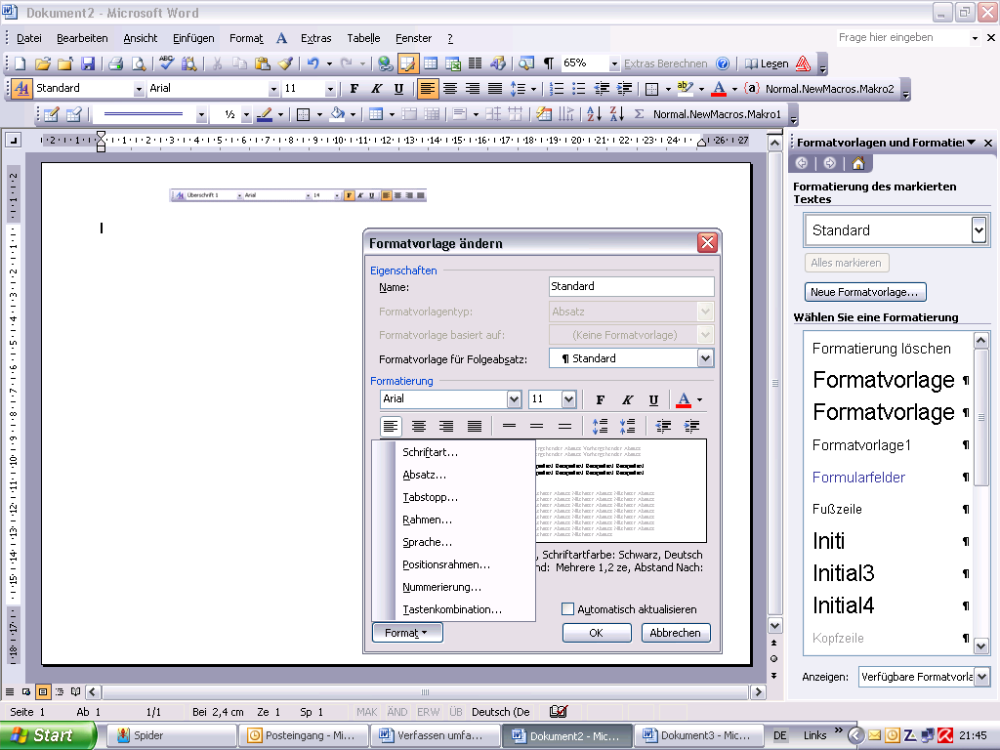 Dokument2 - Microsoft Word
Datei Bearbeiten Ansicht Einfügen Format Extras Tabelle Fenster ?
Frage hier eingeben
65% Extras Berechnen Lesen
Standard Arial 11 F K U Normal.NewMacros.Makro2
½ Normal.NewMacros.Makro1
Formatvorlagen und Formatier
Formatierung des markierten
Textes
Standard
Alles markieren
Neue Formatvorlage...
Wählen Sie eine Formatierung
Formatierung löschen
Formatvorlage ¶
Formatvorlage ¶
Formatvorlage1 ¶
Formularfelder ¶
Fußzeile ¶
Initi ¶
Initial3 ¶
Initial4 ¶
Kopfzeile ¶
Anzeigen: Verfügbare Formatvorla
Überschrift 1 Arial 14 F K U
Formatvorlage ändern
Eigenschaften
Name: Standard
Formatvorlagentyp: Absatz
Formatvorlage basiert auf: (Keine Formatvorlage)
Formatvorlage für Folgeabsatz: ¶ Standard
Formatierung
Arial 11 F K U A
Schriftart...
Absatz...
Tabstopp...
Rahmen...
Sprache...
Positionsrahmen...
Nummerierung...
Tastenkombination...
, Schriftartfarbe: Schwarz, Deutsch
nd: Mehrere 1,2 ze, Abstand Nach:
Automatisch aktualisieren
Format OK Abbrechen
Seite 1 Ab 1 1/1 Bei 2,4 cm Ze 1 Sp 1 MAK ÄND ERW ÜB Deutsch (De
Start Spider Posteingang - Mi... Verfassen umfa... Dokument2 - Mic... Dokument3 - Mic... DE Links » 21:45